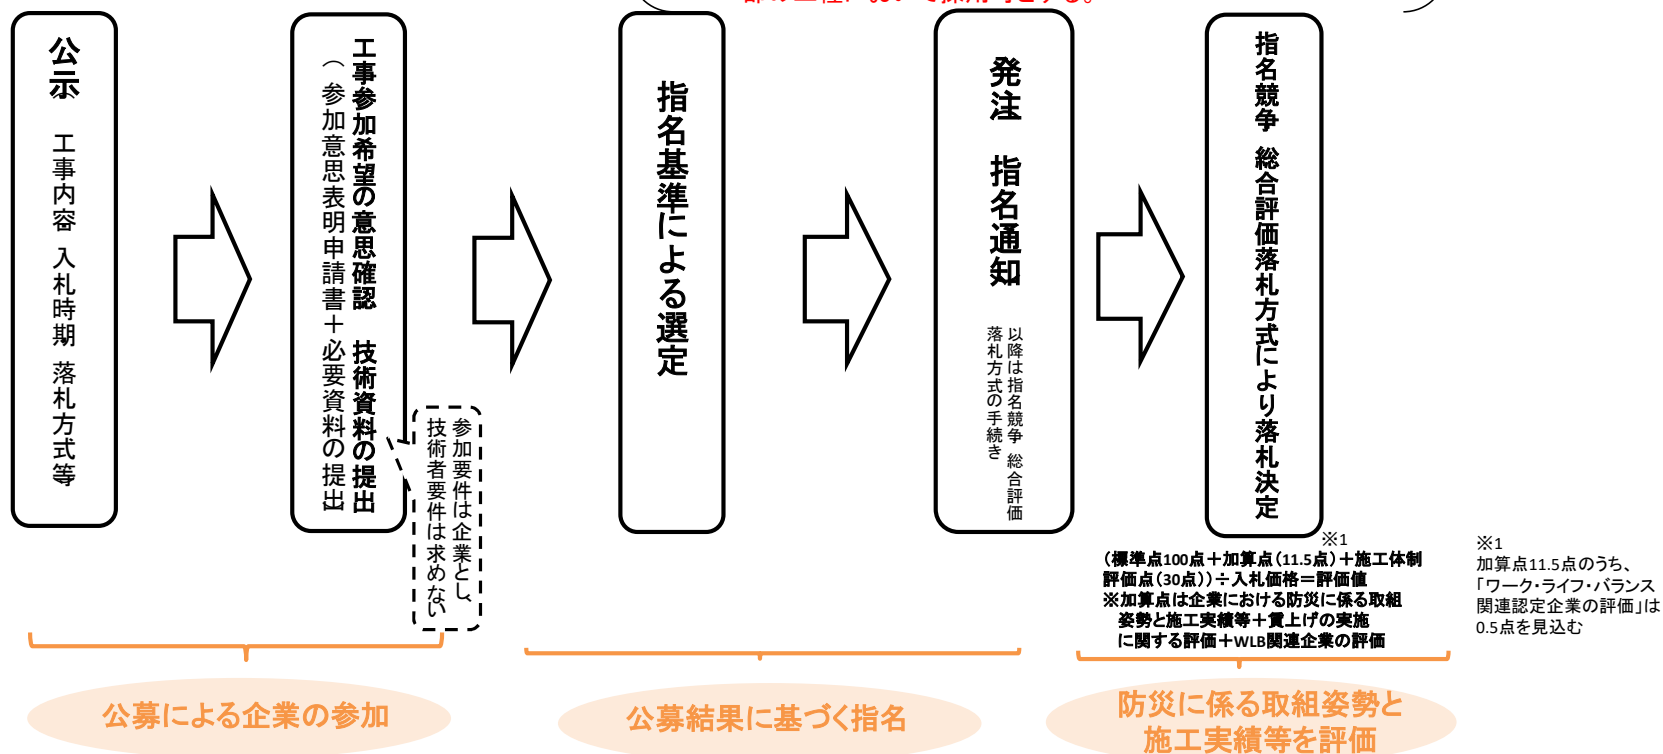 公示 工事内容 入札時期 落札方式等
工事参加希望の意思確認 技術資料の提出
（参加意思表明申請書＋必要資料の提出
参加要件は企業とし、
技術者要件は求めない
指名基準による選定
発注 指名通知
以降は指名競争 総合評価
落札方式の手続き
指名競争 総合評価落札方式により落札決定
※1
（標準点100点＋加算点（11.5点）＋施工体制
評価点（30点））÷入札価格＝評価値
※加算点は企業における防災に係る取組
姿勢と施工実績等＋賃上げの実施
に関する評価＋WLB関連企業の評価
※1
加算点11.5点のうち、
「ワーク・ライフ・バランス
関連認定企業の評価」は
0.5点を見込む
公募による企業の参加
公募結果に基づく指名
防災に係る取組姿勢と
施工実績等を評価